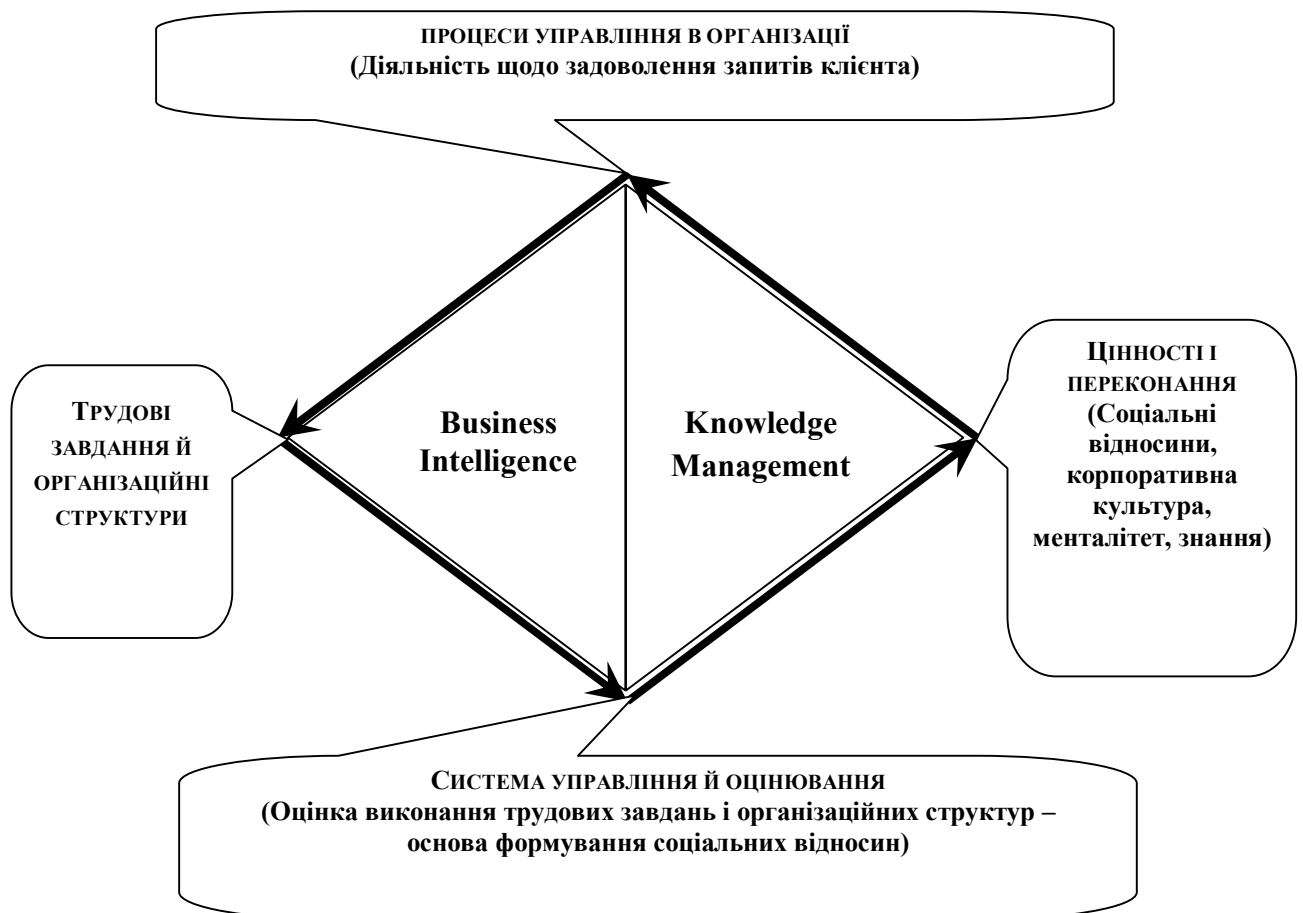 ПРОЦЕСИ УПРАВЛІННЯ В ОРГАНІЗАЦІЇ
(Діяльність щодо задоволення запитів клієнта)
ТРУДОВІ
ЗАВДАННЯ Й
ОРГАНІЗАЦІЙНІ
СТРУКТУРИ
Business
Intelligence
Knowledge
Management
ЦІННОСТІ І
ПЕРЕКОНАННЯ
(Соціальні
відносини,
корпоративна
культура,
менталітет, знання)
СИСТЕМА УПРАВЛІННЯ Й ОЦІНЮВАННЯ
(Оцінка виконання трудових завдань і організаційних структур –
основа формування соціальних відносин)